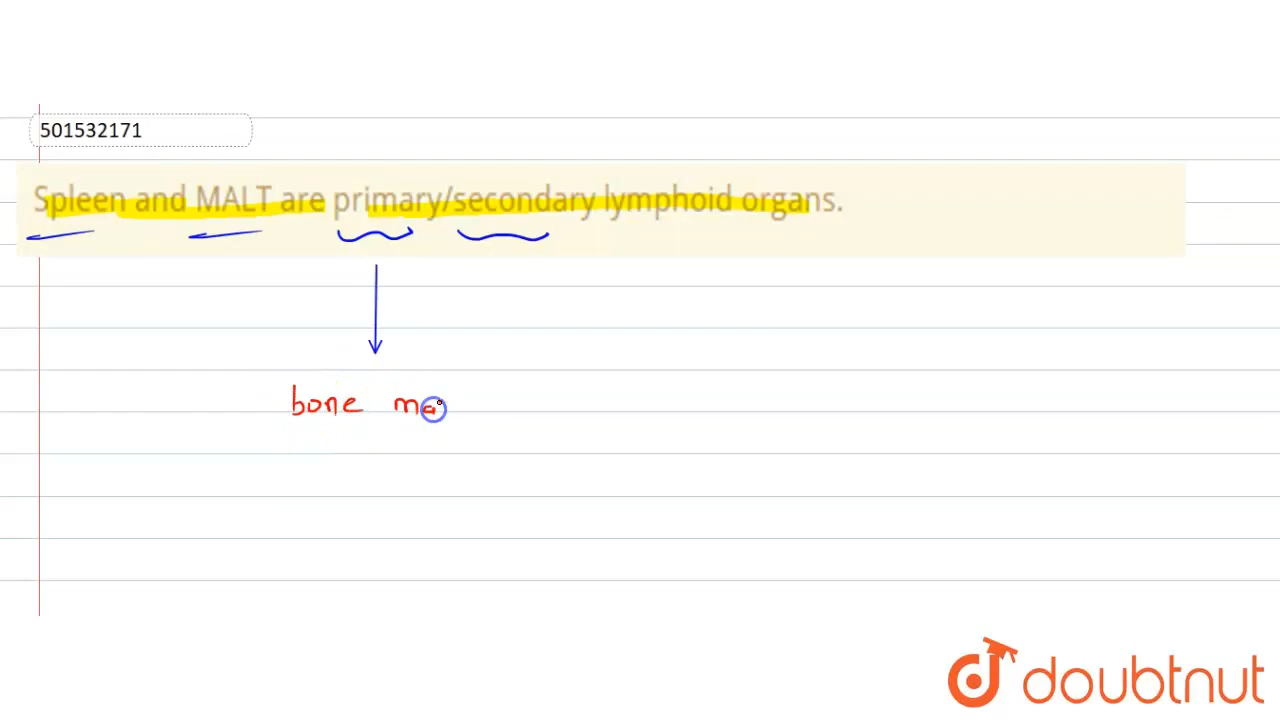 501532171
Spleen and MALT are primary/secondary lymphoid organs.
bone ma
doubtnut